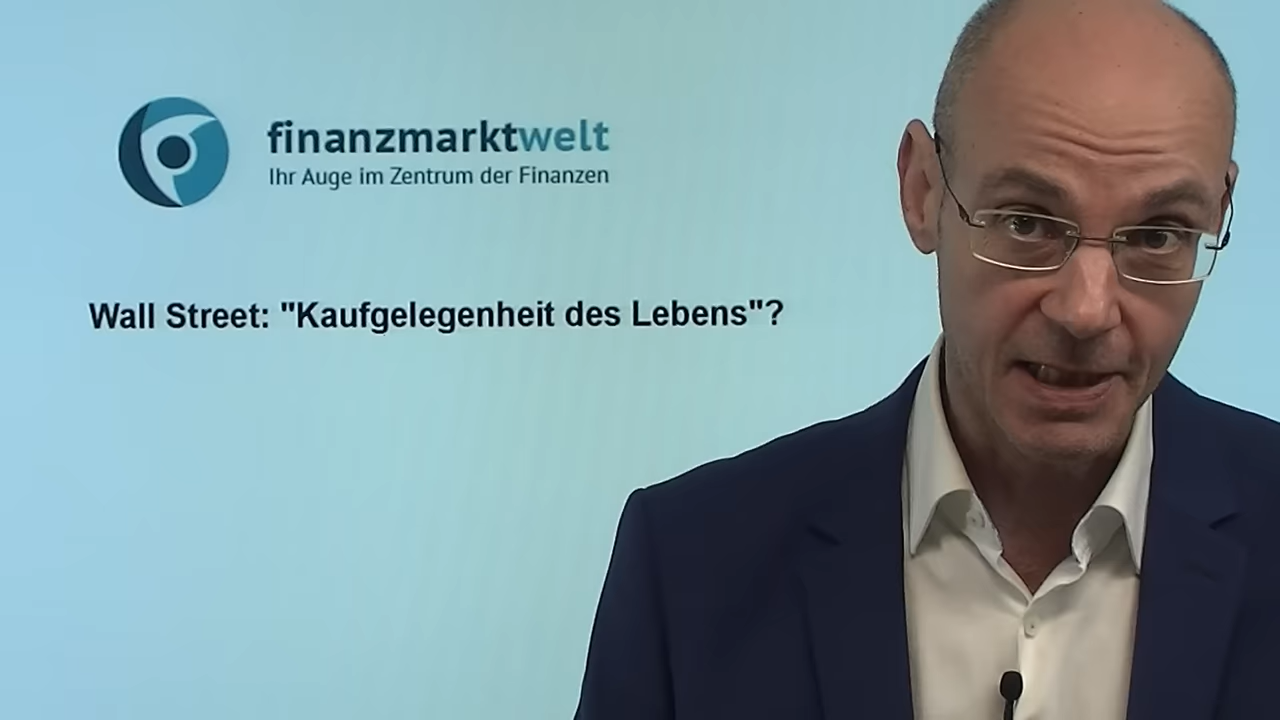 finanzmarktwelt
Ihr Auge im Zentrum der Finanzen
Wall Street: "Kaufgelegenheit des Lebens"?